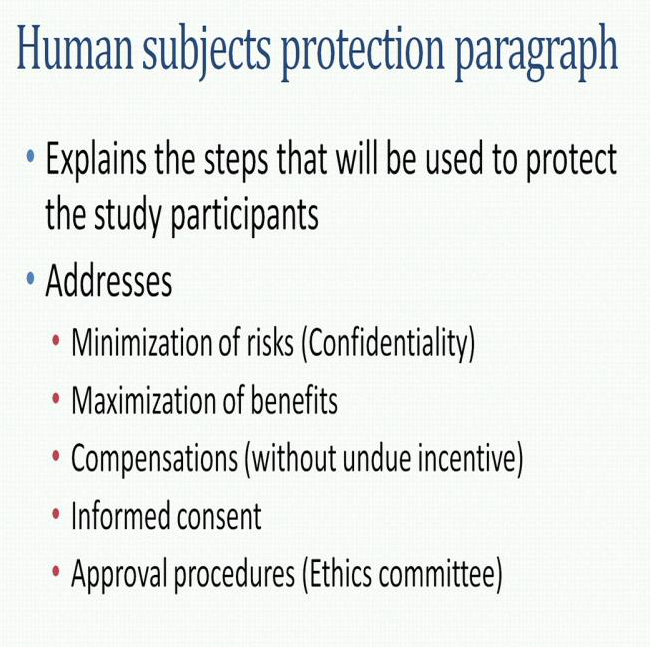 Human subjects protection paragraph
• Explains the steps that will be used to protect
the study participants
• Addresses
• Minimization of risks (Confidentiality)
• Maximization of benefits
• Compensations (without undue incentive)
• Informed consent
• Approval procedures (Ethics committee)